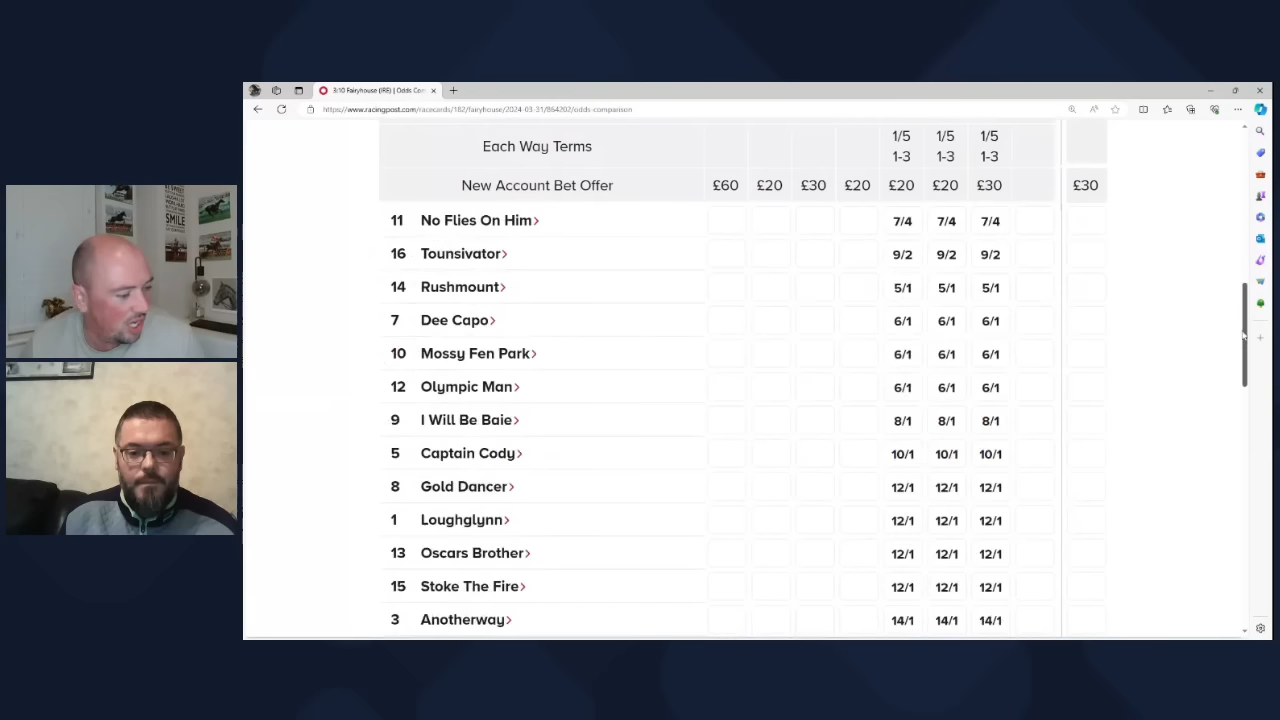 3:10 Fairyhouse (IRE) | Odds Com
https://www.racingpost.com/racecards/182/fairyhouse/2024-03-31/864202/odds-comparison
SMILE
Each Way Terms 1/5 1/5 1/5
1-3 1-3 1-3
New Account Bet Offer £60 £20 £30 £20 £20 £20 £30 £30
11 No Flies On Him> 7/4 7/4 7/4
16 Tounsivator> 9/2 9/2 9/2
14 Rushmount> 5/1 5/1 5/1
7 Dee Capo> 6/1 6/1 6/1
10 Mossy Fen Park> 6/1 6/1 6/1
12 Olympic Man> 6/1 6/1 6/1
9 I Will Be Baie> 8/1 8/1 8/1
5 Captain Cody> 10/1 10/1 10/1
8 Gold Dancer> 12/1 12/1 12/1
1 Loughglynn> 12/1 12/1 12/1
13 Oscars Brother> 12/1 12/1 12/1
15 Stoke The Fire> 12/1 12/1 12/1
3 Anotherway> 14/1 14/1 14/1